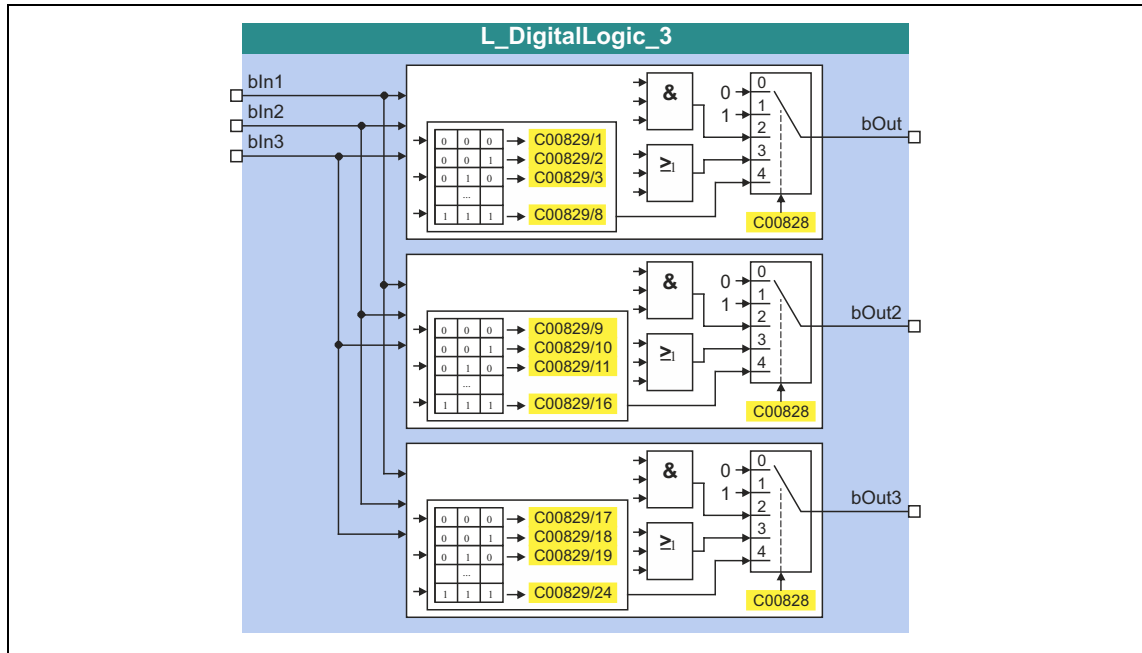 L_DigitalLogic_3
bIn1
bIn2
bIn3
0 0 0 C00829/1
0 0 1 C00829/2
0 1 0 C00829/3
...
1 1 1 C00829/8
&
≥1
0 0
1 1
2
3
4
C00828
bOut
0 0 0 C00829/9
0 0 1 C00829/10
0 1 0 C00829/11
...
1 1 1 C00829/16
&
≥1
0 0
1 1
2
3
4
C00828
bOut2
0 0 0 C00829/17
0 0 1 C00829/18
0 1 0 C00829/19
...
1 1 1 C00829/24
&
≥1
0 0
1 1
2
3
4
C00828
bOut3